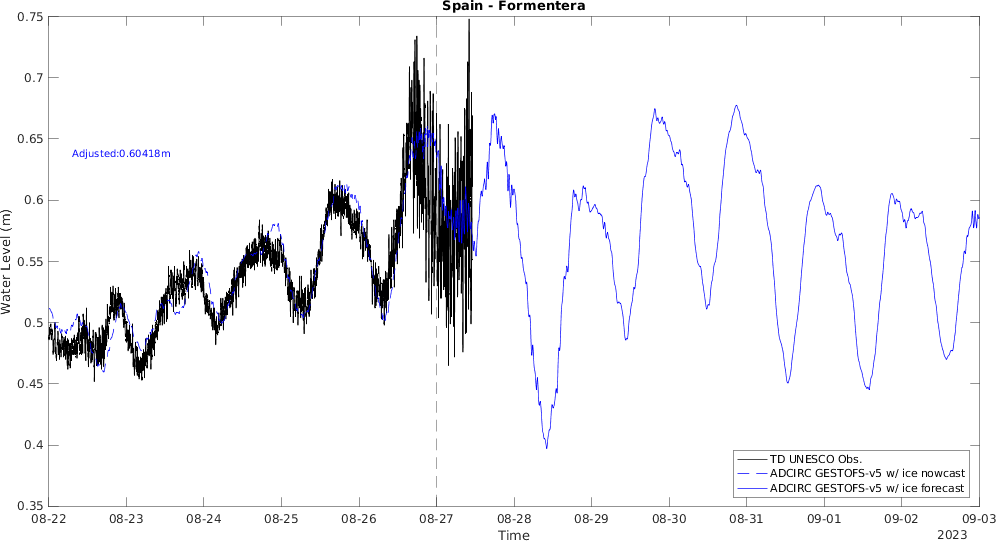 Spain - Formentera
0.75
0.7
0.65
0.6
0.55
0.5
0.45
0.4
0.35
Water Level (m)
Adjusted:0.60418m
TD UNESCO Obs.
ADCIRC GESTOFS-v5 w/ ice nowcast
ADCIRC GESTOFS-v5 w/ ice forecast
08-22 08-23 08-24 08-25 08-26 08-27 08-28 08-29 08-30 08-31 09-01 09-02 09-03
Time
2023